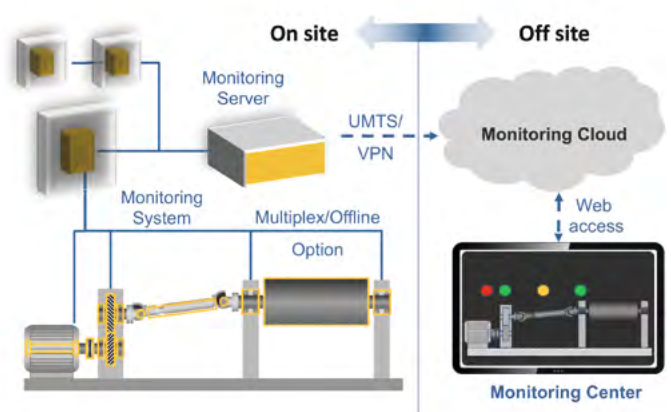 On site
Off site
Monitoring
Server
UMTS/
VPN
Monitoring Cloud
Monitoring
System
Multiplex/Offline
Option
Web
access
Monitoring Center